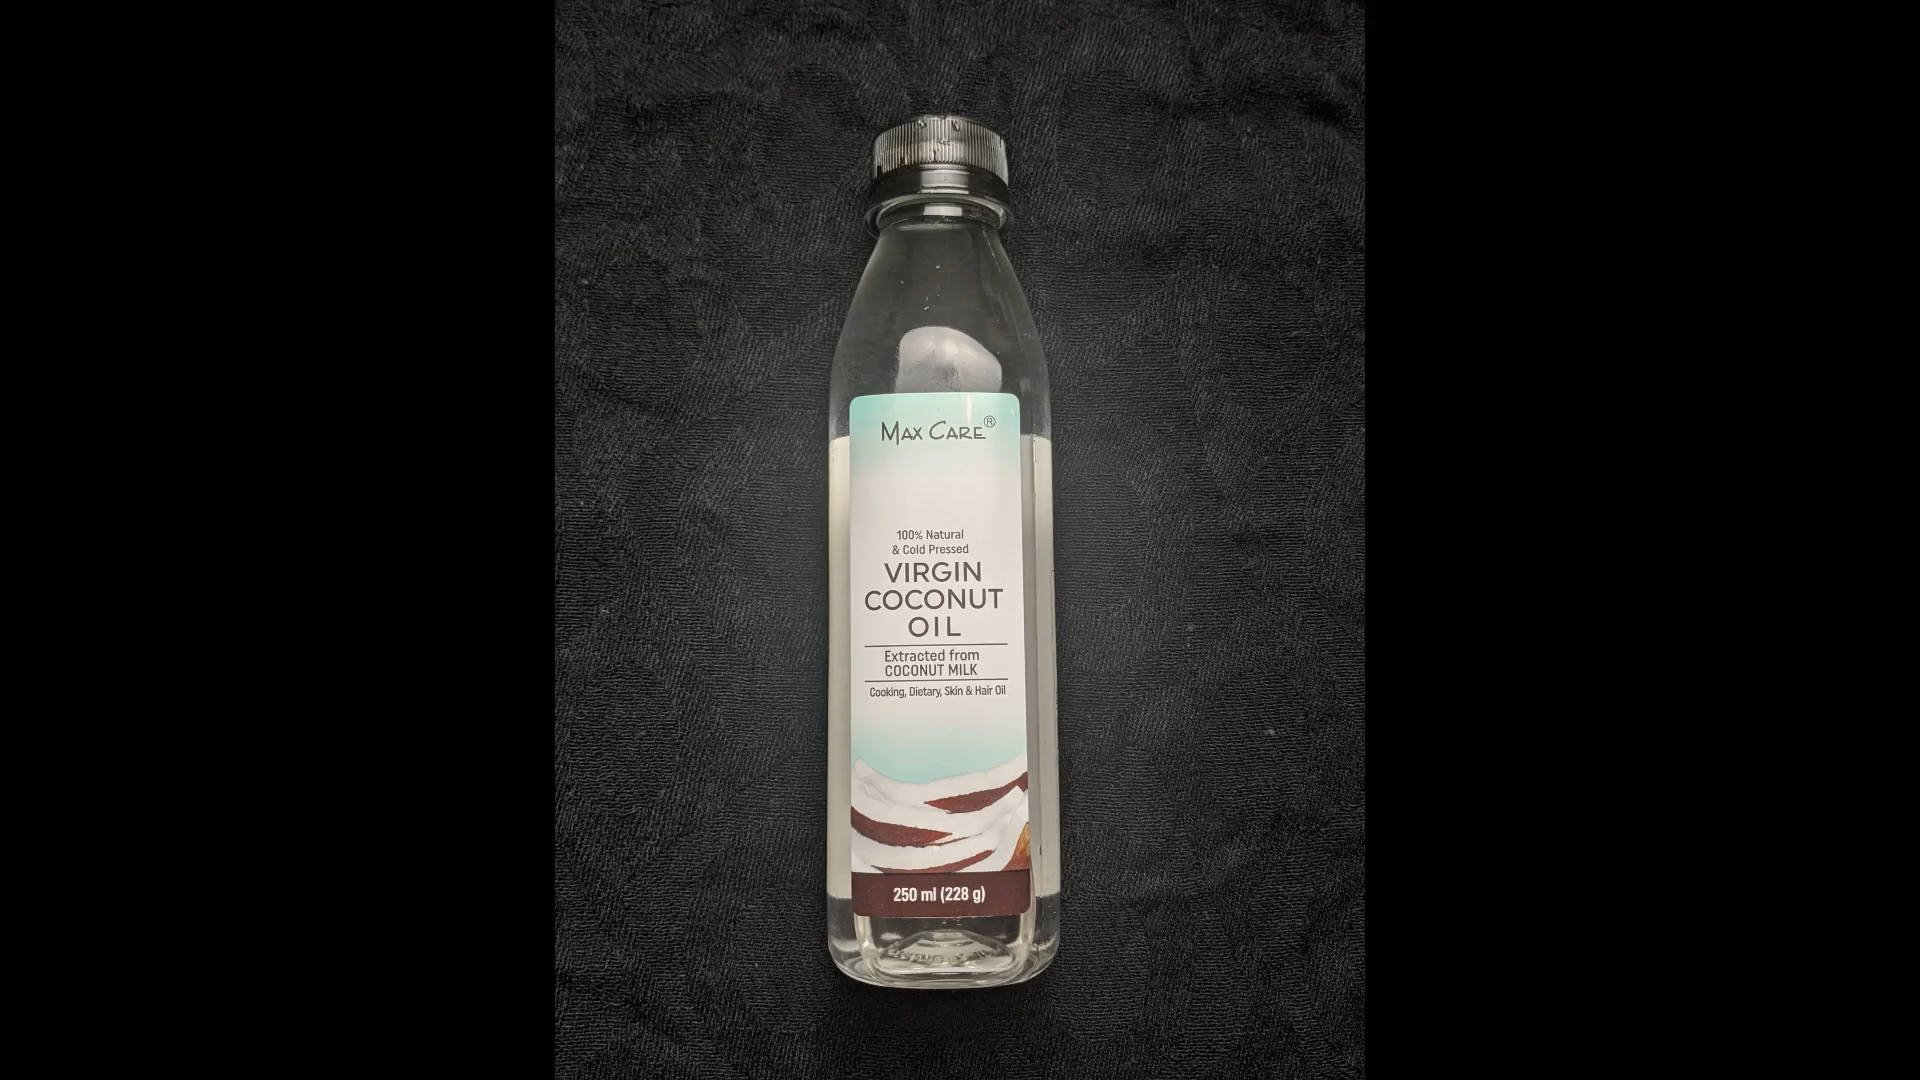 MAX CARE®
100% Natural
& Cold Pressed
VIRGIN
COCONUT
OIL
Extracted from
COCONUT MILK
Cooking, Dietary, Skin & Hair Oil
250 ml (228 g)